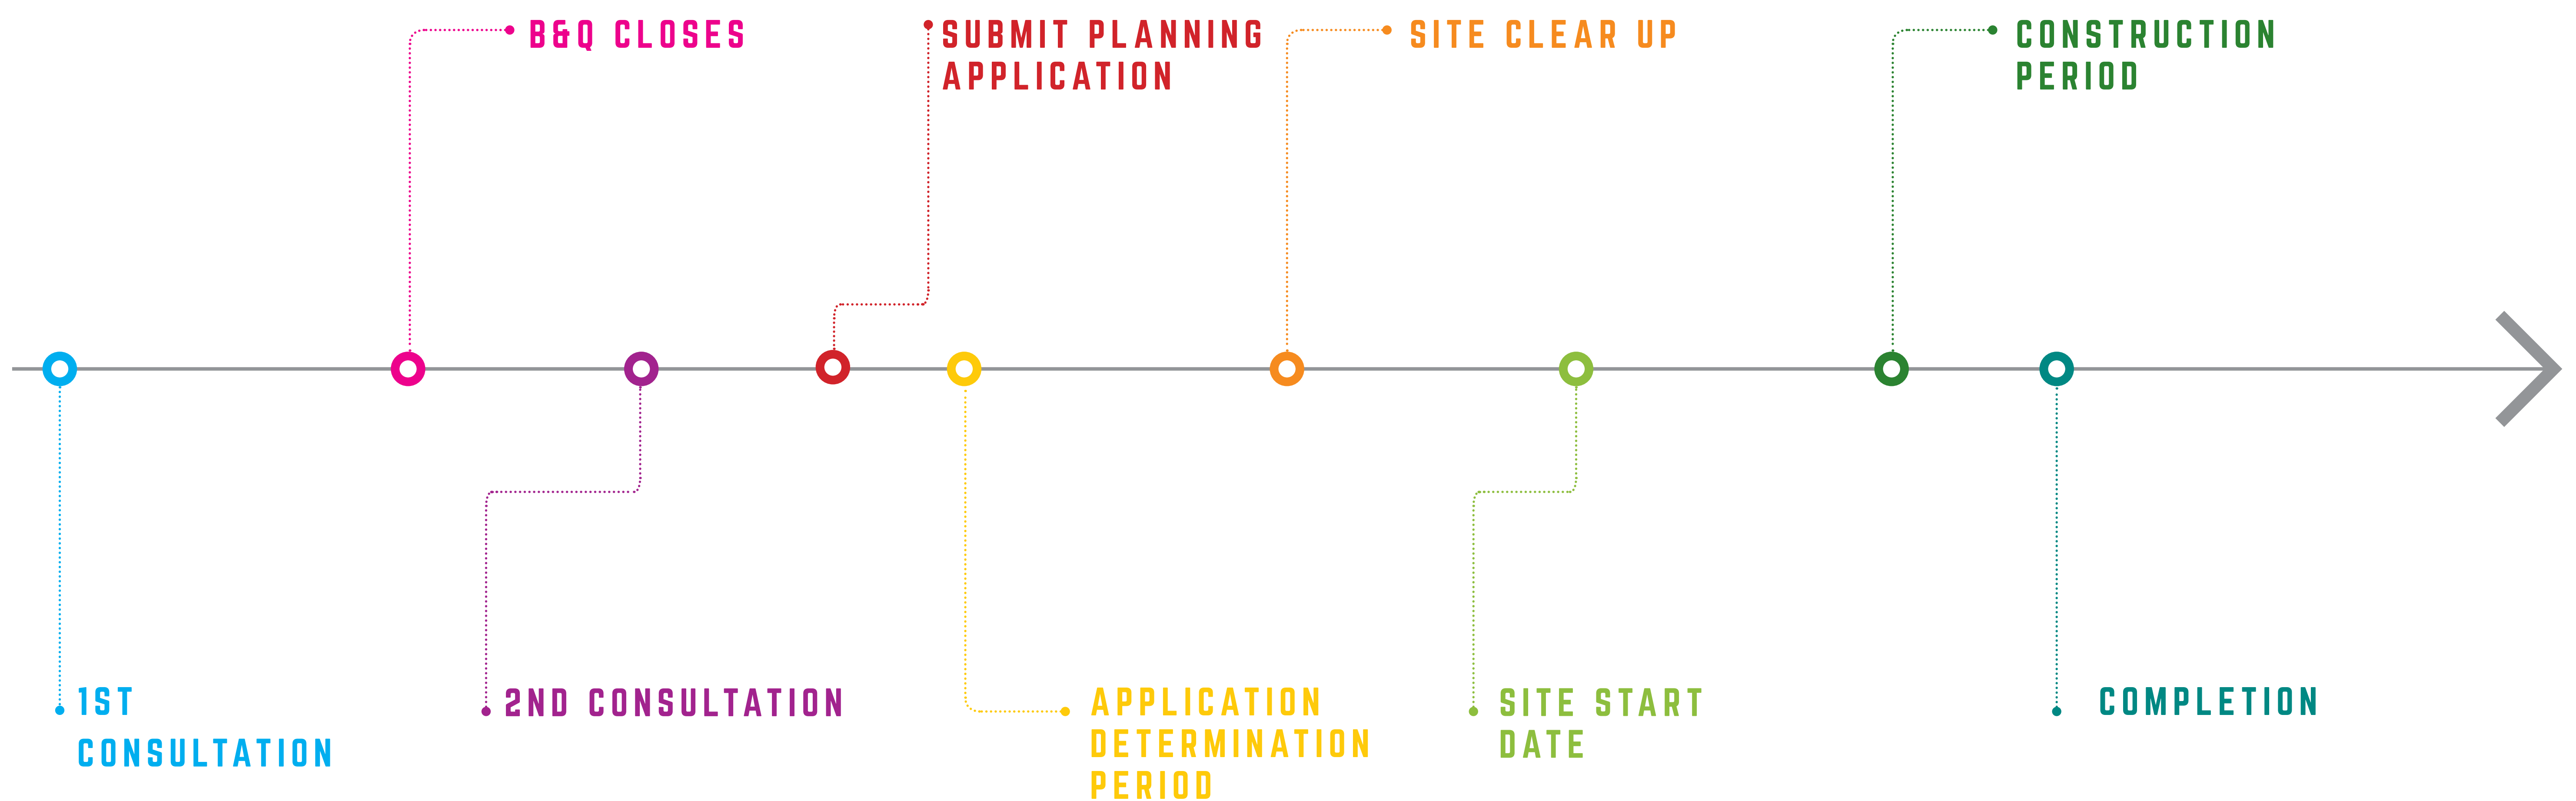 B&Q CLOSES
SUBMIT PLANNING
APPLICATION
SITE CLEAR UP
CONSTRUCTION
PERIOD
1ST
CONSULTATION
2ND CONSULTATION
APPLICATION
DETERMINATION
PERIOD
SITE START
DATE
COMPLETION